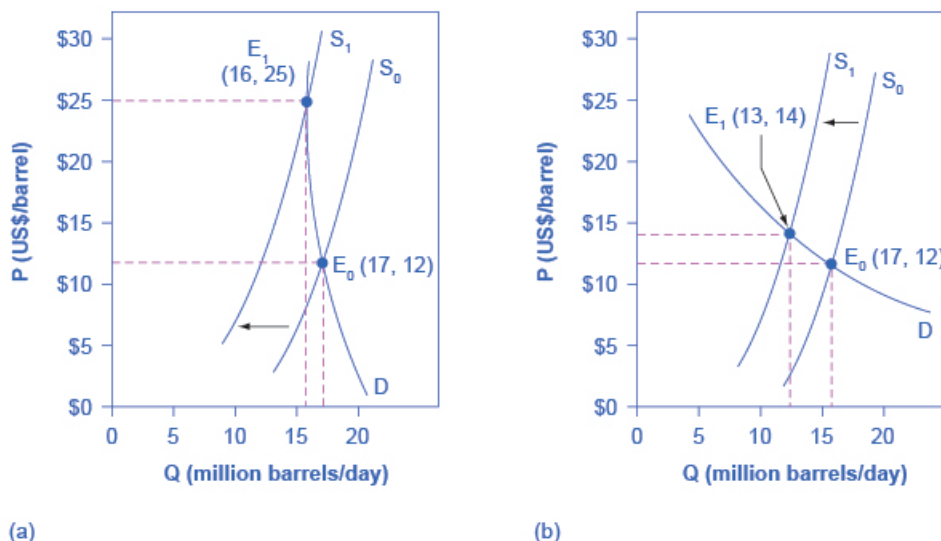 $30
$25
$20
$15
$10
$5
$0
P (US$/barrel)
E₁
(16, 25)
S₁
S₀
E₀ (17, 12)
D
0 5 10 15 20
Q (million barrels/day)
(a)
$30
$25
$20
$15
$10
$5
$0
P (US$/barrel)
S₁
S₀
E₁ (13, 14)
E₀ (17, 12)
D
0 5 10 15 20
Q (million barrels/day)
(b)